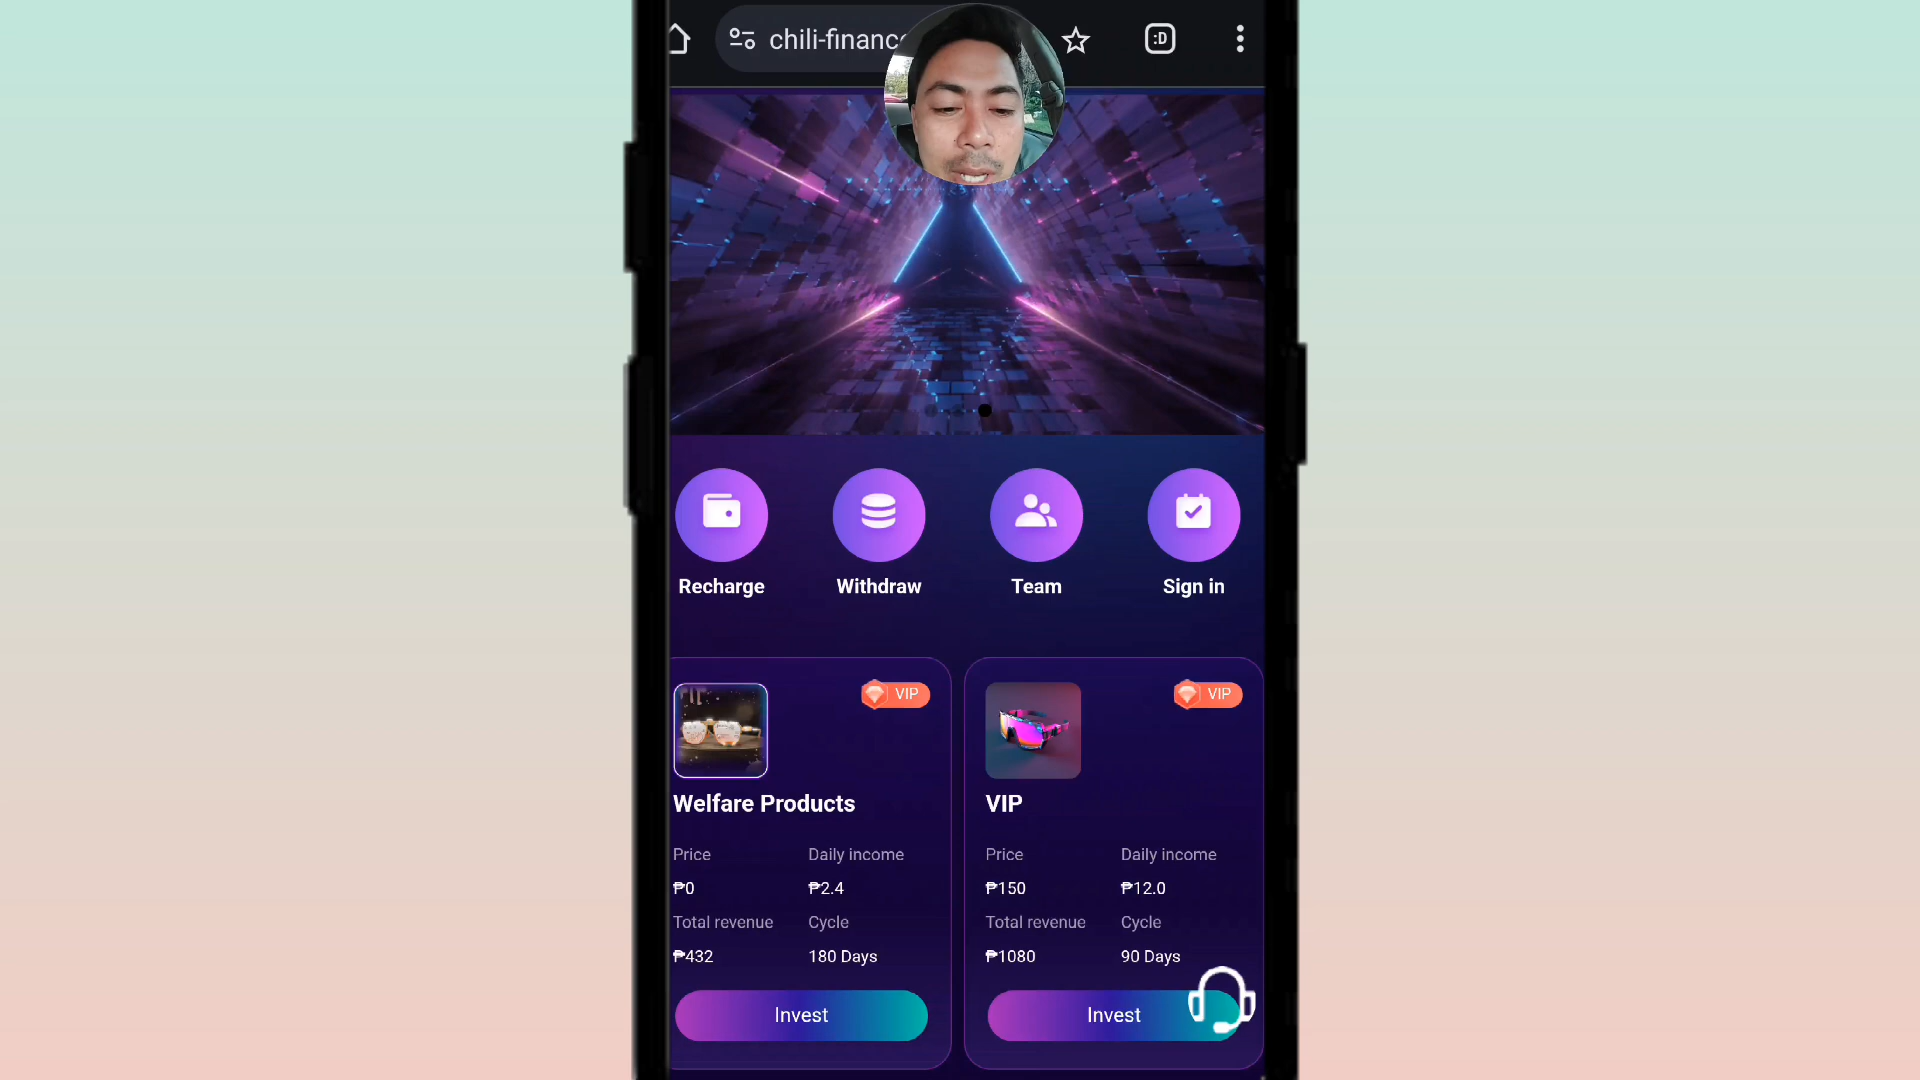 chili-finance
:D
Recharge
Withdraw
Team
Sign in
VIP
Welfare Products
Price
Daily income
₱0
₱2.4
Total revenue
Cycle
₱432
180 Days
Invest
VIP
VIP
Price
Daily income
₱150
₱12.0
Total revenue
Cycle
₱1080
90 Days
Invest